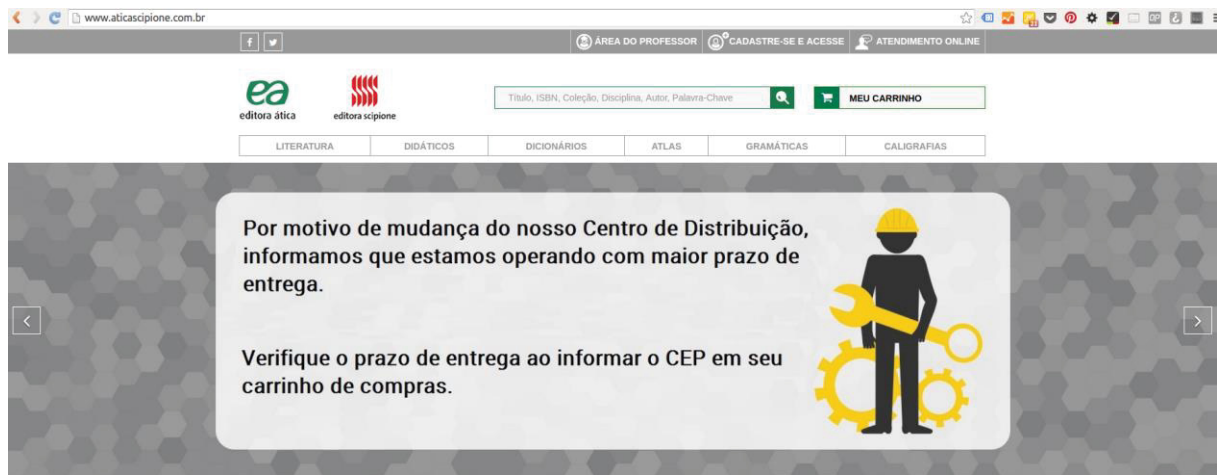 www.aticascipione.com.br
ÁREA DO PROFESSOR CADASTRE-SE E ACESSE ATENDIMENTO ONLINE
ea
editora ática editora scipione
Título, ISBN, Coleção, Disciplina, Autor, Palavra-Chave
MEU CARRINHO
LITERATURA DIDÁTICOS DICIONÁRIOS ATLAS GRAMÁTICAS CALIGRAFIAS
Por motivo de mudança do nosso Centro de Distribuição,
informamos que estamos operando com maior prazo de
entrega.
Verifique o prazo de entrega ao informar o CEP em seu
carrinho de compras.